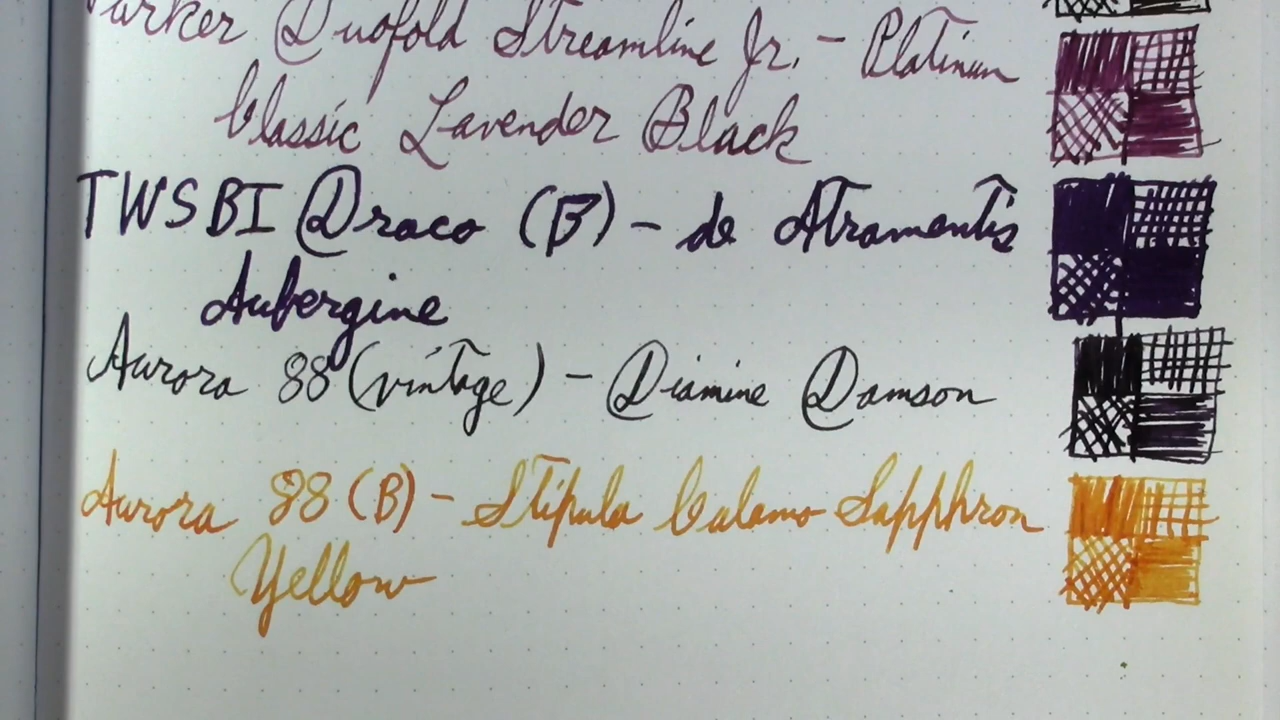 Parker Duofold Streamline Jr. - Platinum
Classic Lavender Black
TWSBI Draco (B) - de Atramentis
Aubergine
Aurora 88 (vintage) - Diamine Damson
Aurora 88 (B) - Stipula Calamo Sapphron
Yellow